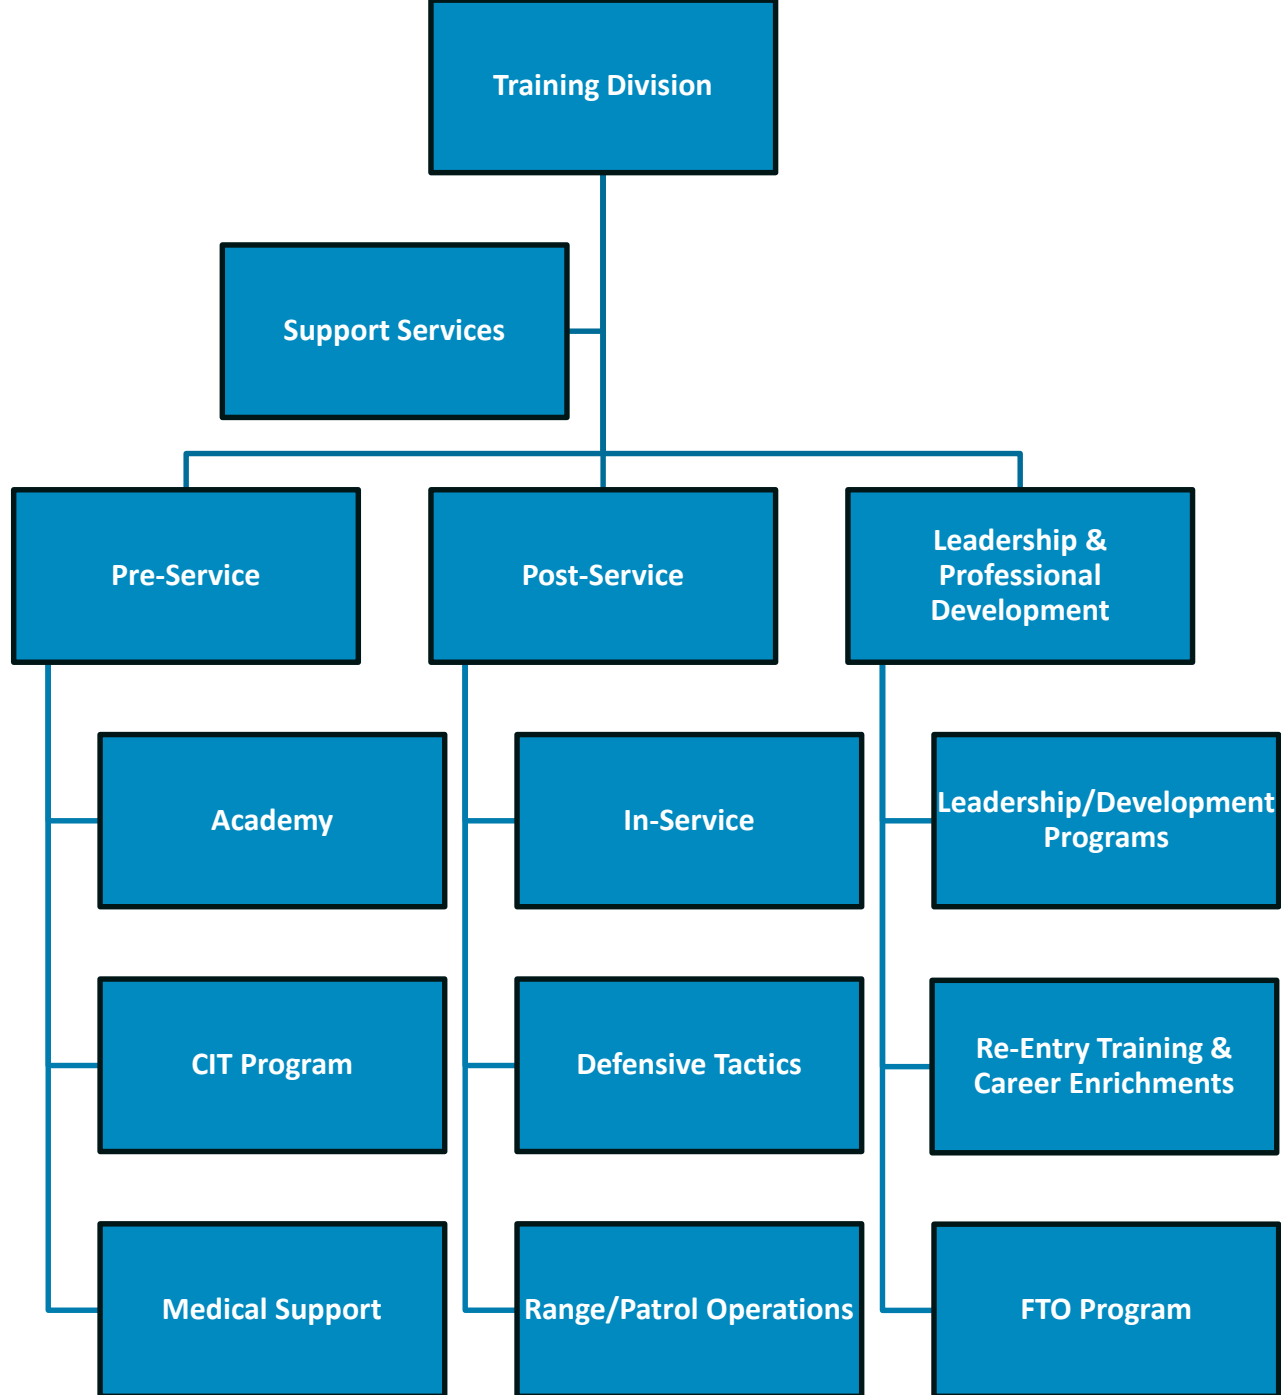 Training Division
Support Services
Pre-Service
Post-Service
Leadership &
Professional
Development
Academy
In-Service
Leadership/Development
Programs
CIT Program
Defensive Tactics
Re-Entry Training &
Career Enrichments
Medical Support
Range/Patrol Operations
FTO Program